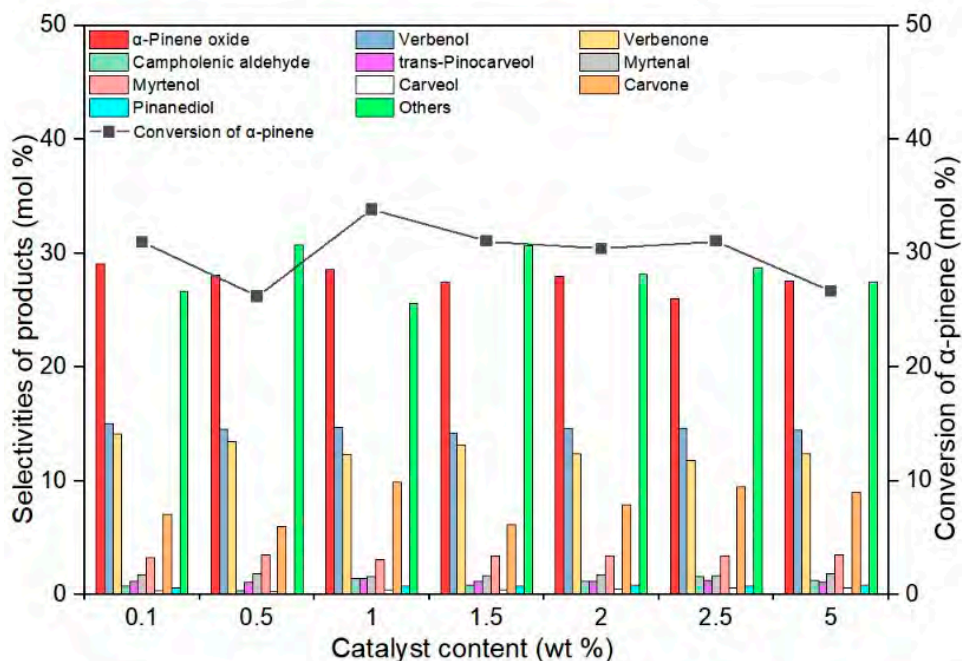 Selectivities of products (mol %)
50
40
30
20
10
0
α-Pinene oxide
Verbenol
Verbenone
Campholenic aldehyde
trans-Pinocarveol
Myrtenal
Myrtenol
Carveol
Carvone
Pinanediol
Others
Conversion of α-pinene
50
40
30
20
10
0
Conversion of α-pinene (mol %)
0.1 0.5 1 1.5 2 2.5 5
Catalyst content (wt %)